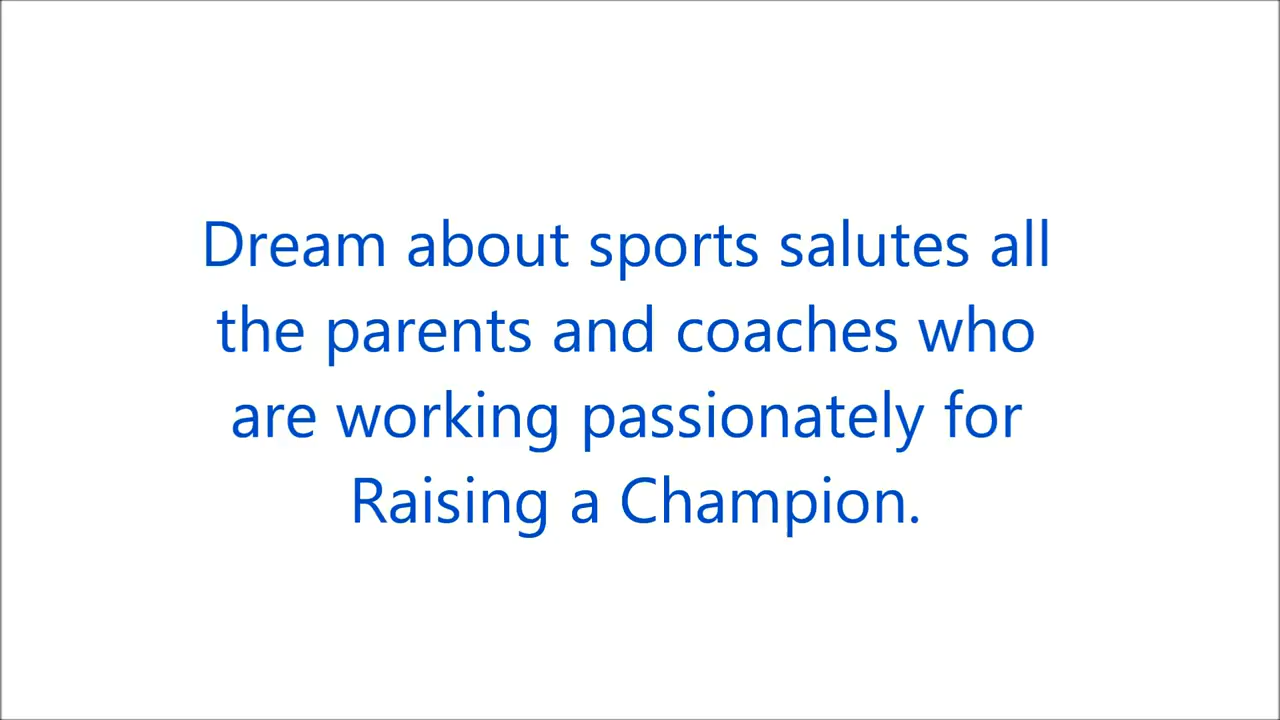 Dream about sports salutes all
the parents and coaches who
are working passionately for
Raising a Champion.